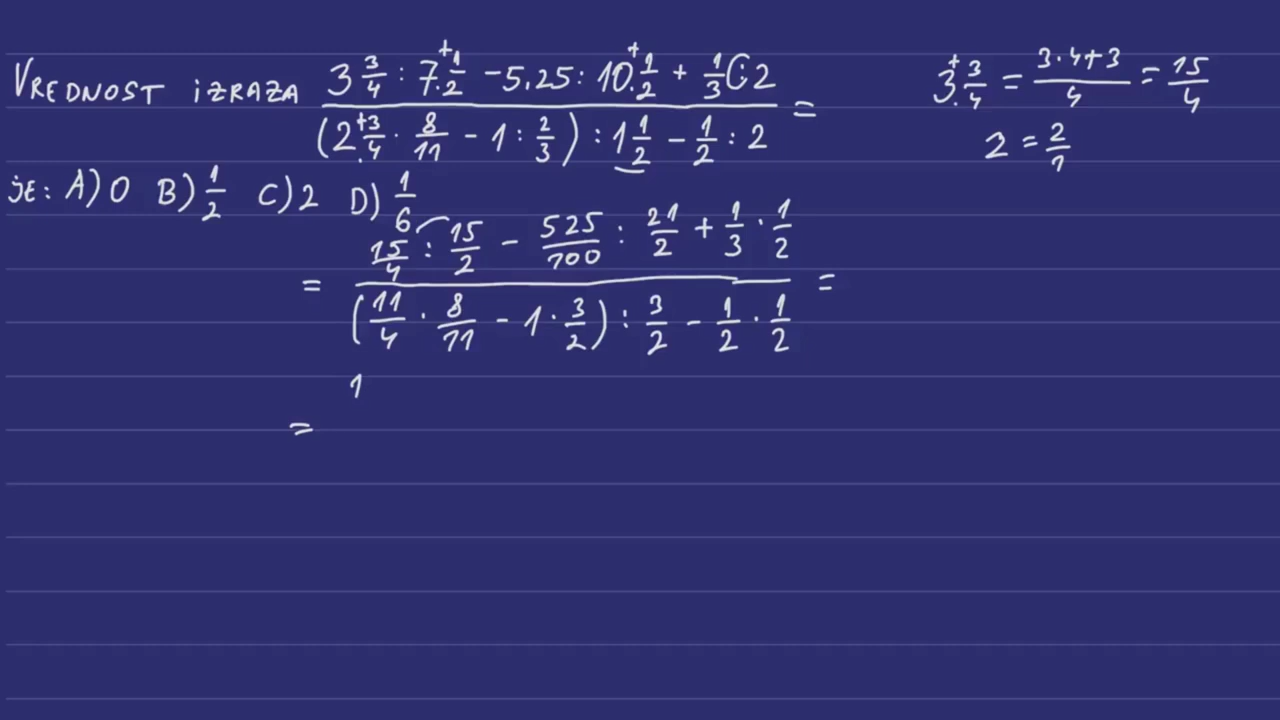 VREDNOST IZRAZA (3 3/4 : 7 1/2 - 5,25 : 10 1/2 + 1/3 : 2) / ((2 3/4 · 8/11 - 1 : 2/3) : 1 1/2 - 1/2 : 2) =
3 3/4 = (3·4+3)/4 = 15/4
2 = 2/1
JE: A) 0 B) 1/2 C) 2 D) 1/6
= (15/4 : 15/2 - 525/100 : 21/2 + 1/3 · 1/2) / ((11/4 · 8/11 - 1 · 3/2) : 3/2 - 1/2 · 1/2) =
1
=